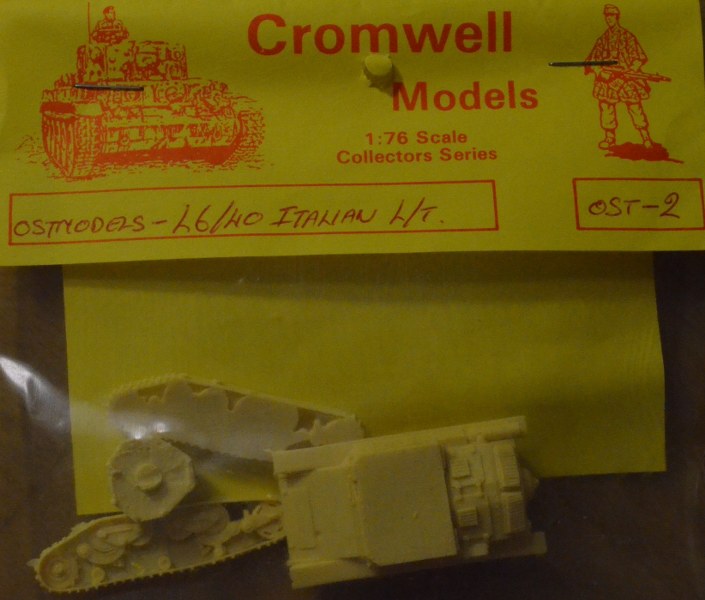 Cromwell
Models
1:76 Scale
Collectors Series
OSTMODELS - L6/40 ITALIAN L/T.
OST-2